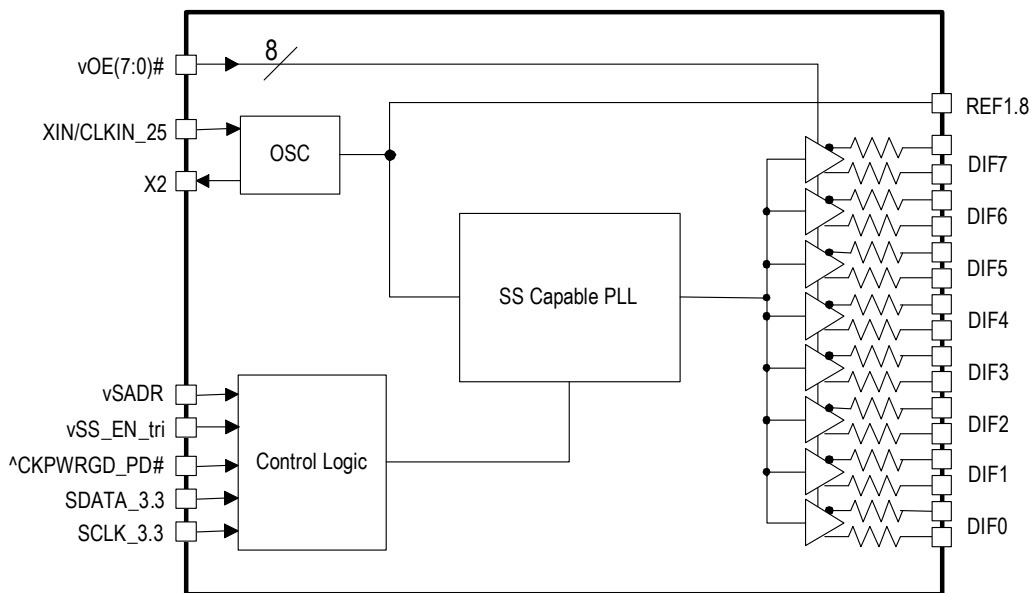 vOE(7:0)#
8
REF1.8
XIN/CLKIN_25
OSC
X2
DIF7
DIF6
DIF5
SS Capable PLL
DIF4
DIF3
vSADR
vSS_EN_tri
DIF2
^CKPWRGD_PD#
Control Logic
DIF1
SDATA_3.3
SCLK_3.3
DIF0